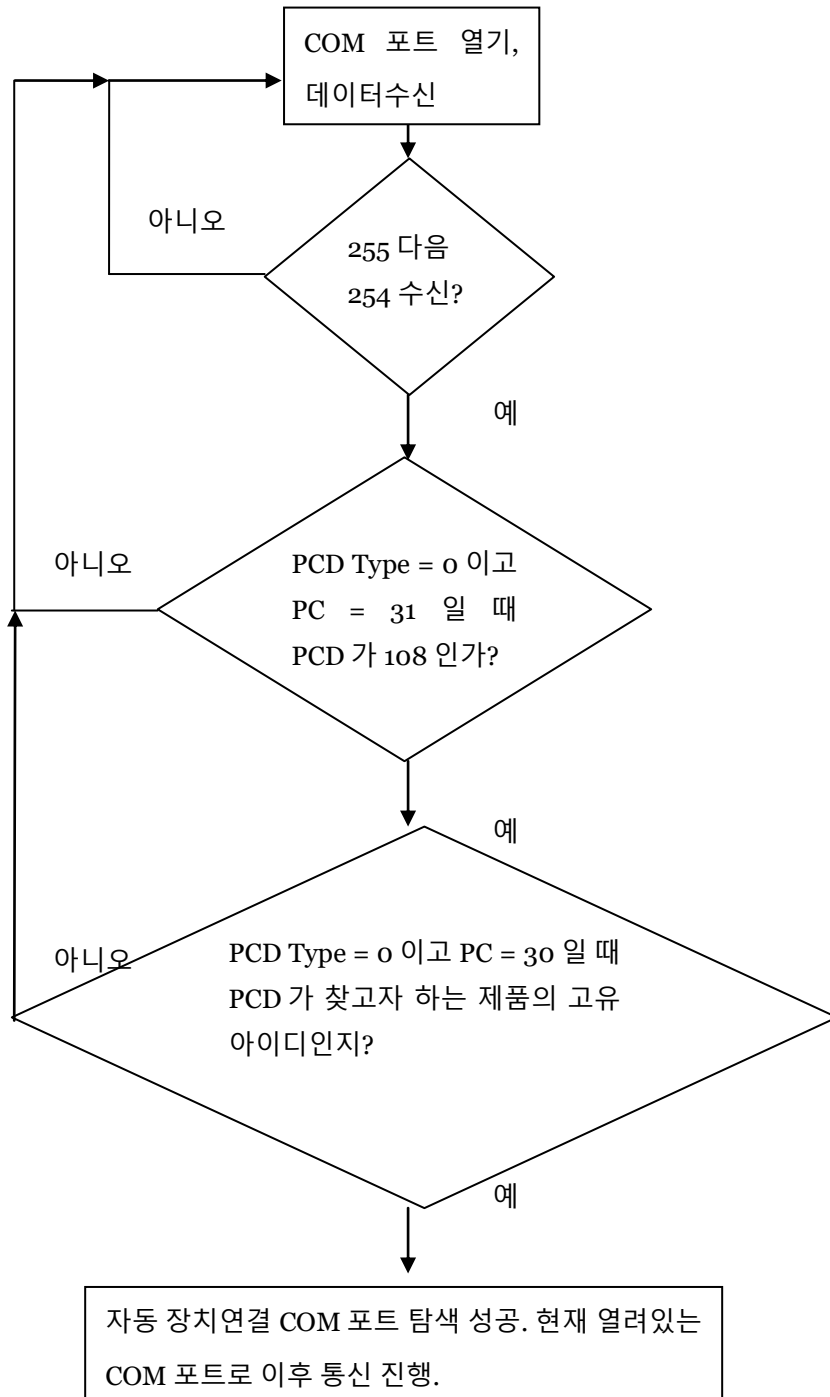 COM 포트 열기,
데이터수신
아니오
255 다음
254 수신?
예
아니오
PCD Type = 0 이고
PC = 31 일 때
PCD 가 108 인가?
예
아니오
PCD Type = 0 이고 PC = 30 일 때
PCD 가 찾고자 하는 제품의 고유
아이디인지?
예
자동 장치연결 COM 포트 탐색 성공. 현재 열려있는
COM 포트로 이후 통신 진행.